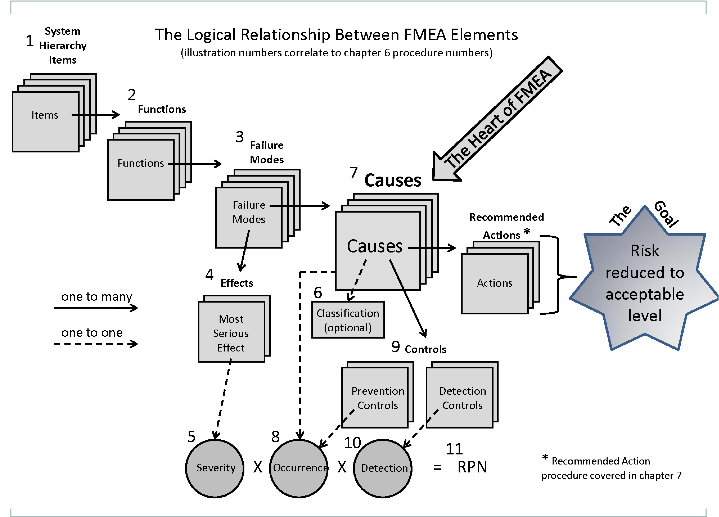 The Logical Relationship Between FMEA Elements
(illustration numbers correlate to chapter 6 procedure numbers)
1
System
Hierarchy
Items
Items
2
Functions
Functions
3
Failure
Modes
Failure
Modes
The Heart of FMEA
7
Causes
Causes
Recommended
Actions *
Actions
The Goal
Risk
reduced to
acceptable
level
4
Effects
Most
Serious
Effect
6
Classification
(optional)
one to many
one to one
9 Controls
Prevention
Controls
Detection
Controls
5
Severity
X
8
Occurrence
X
10
Detection
=
11
RPN
* Recommended Action
procedure covered in chapter 7